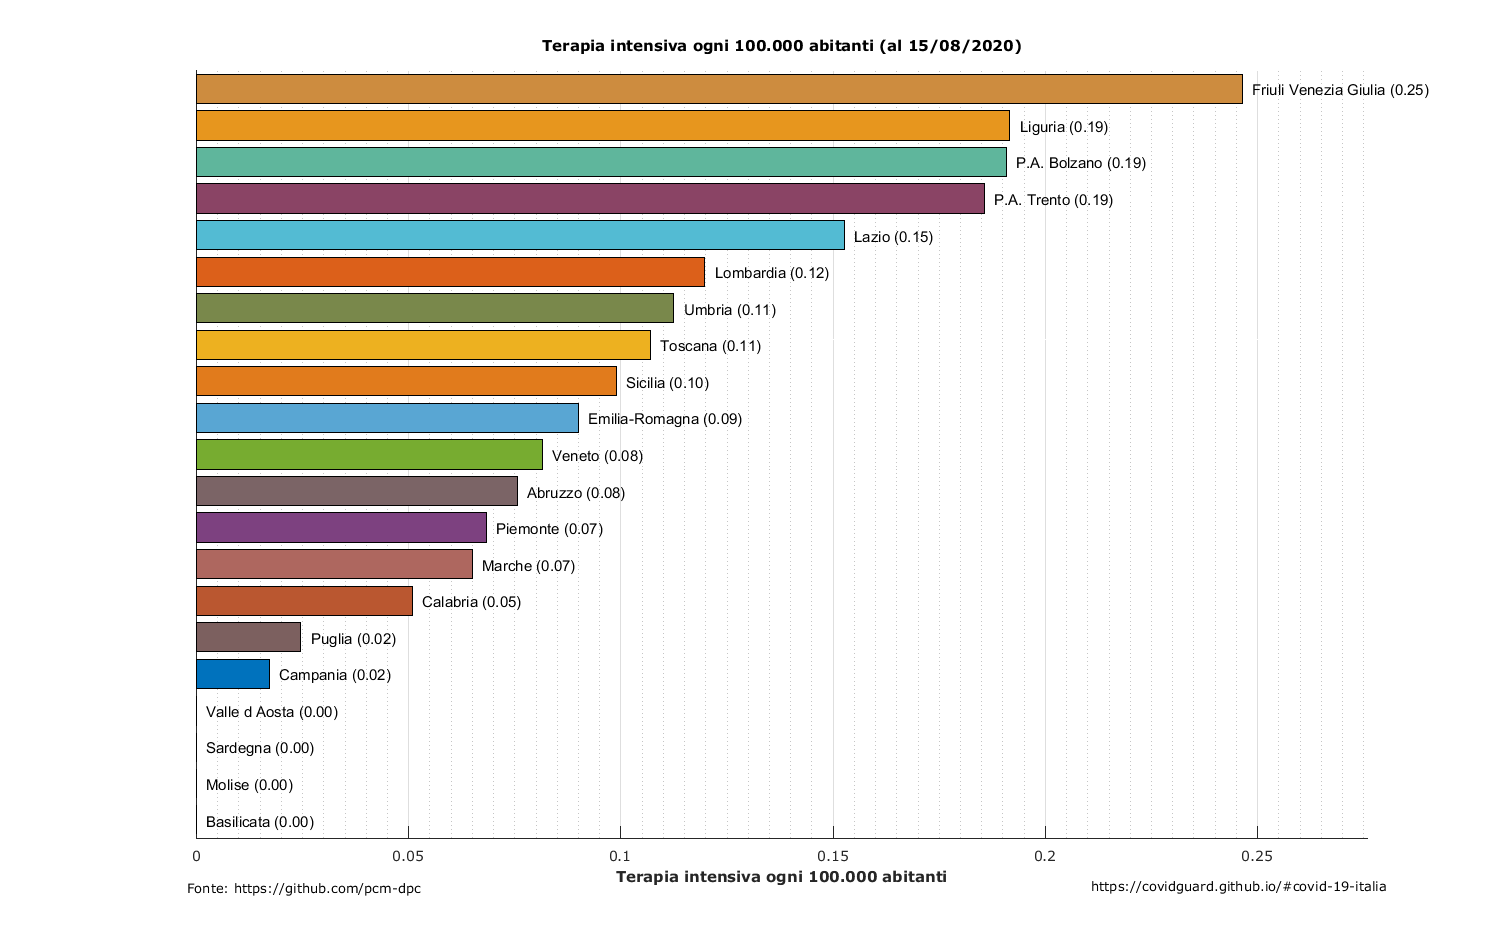 Terapia intensiva ogni 100.000 abitanti (al 15/08/2020)
Friuli Venezia Giulia (0.25)
Liguria (0.19)
P.A. Bolzano (0.19)
P.A. Trento (0.19)
Lazio (0.15)
Lombardia (0.12)
Umbria (0.11)
Toscana (0.11)
Sicilia (0.10)
Emilia-Romagna (0.09)
Veneto (0.08)
Abruzzo (0.08)
Piemonte (0.07)
Marche (0.07)
Calabria (0.05)
Puglia (0.02)
Campania (0.02)
Valle d Aosta (0.00)
Sardegna (0.00)
Molise (0.00)
Basilicata (0.00)
0 0.05 0.1 0.15 0.2 0.25
Terapia intensiva ogni 100.000 abitanti
Fonte: https://github.com/pcm-dpc
https://covidguard.github.io/#covid-19-italia